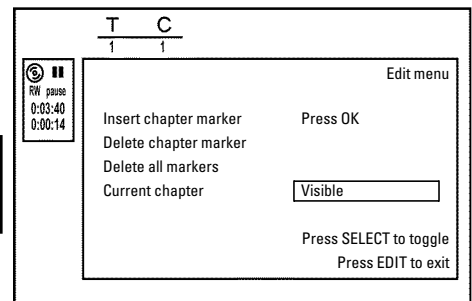 T C
1 1
RW pause
0:03:40
0:00:14
Edit menu
Insert chapter marker Press OK
Delete chapter marker
Delete all markers
Current chapter Visible
Press SELECT to toggle
Press EDIT to exit